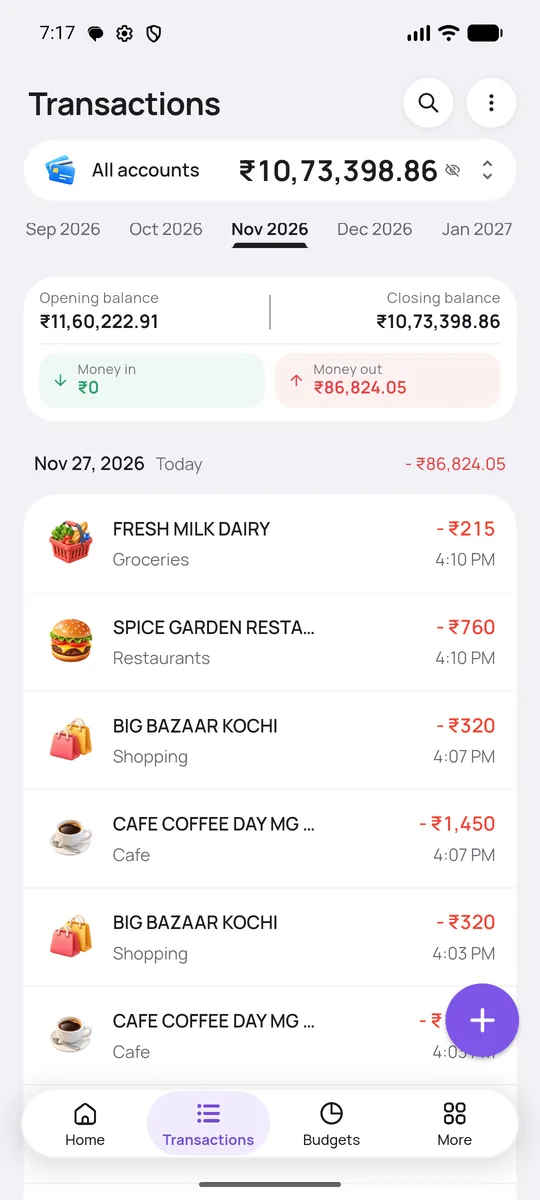 7:17
Transactions
All accounts ₹10,73,398.86
Sep 2026 Oct 2026 Nov 2026 Dec 2026 Jan 2027
Opening balance Closing balance
₹11,60,222.91 ₹10,73,398.86
Money in Money out
₹0 ₹86,824.05
Nov 27, 2026 Today - ₹86,824.05
FRESH MILK DAIRY - ₹215
Groceries 4:10 PM
SPICE GARDEN RESTA... - ₹760
Restaurants 4:10 PM
BIG BAZAAR KOCHI - ₹320
Shopping 4:07 PM
CAFE COFFEE DAY MG ... - ₹1,450
Cafe 4:07 PM
BIG BAZAAR KOCHI - ₹320
Shopping 4:03 PM
CAFE COFFEE DAY MG ... - ₹
Cafe
Home Transactions Budgets More